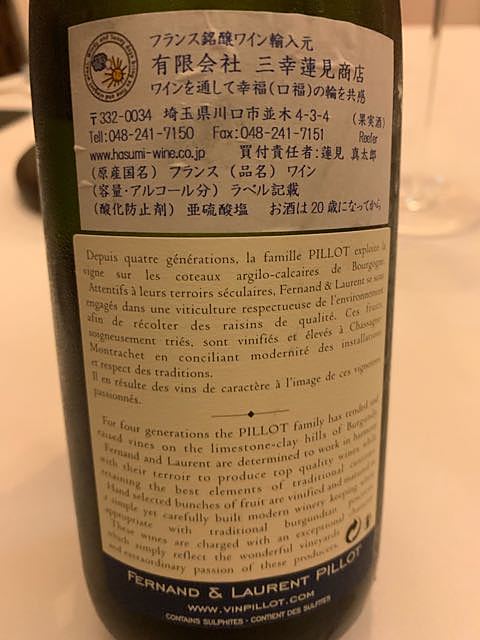 フランス銘醸ワイン輸入元
有限会社 三幸蓮見商店
ワインを通して幸福(口福)の輪を共感
〒332-0034 埼玉県川口市並木4-3-4 (果実酒)
Tell:048-241-7150 Fax:048-241-7151 Reefer
www.hasumi-wine.co.jp 買付責任者:蓮見 真太郎
(原産国名) フランス (品名) ワイン
(容量・アルコール分) ラベル記載
(酸化防止剤) 亜硫酸塩 お酒は20歳になってから
Depuis quatre générations, la famille PILLOT exploite la
vigne sur les coteaux argilo-calcaires de Bourgogne.
Attentifs à leurs terroirs séculaires, Fernand & Laurent se sont
engagés dans une viticulture respectueuse de l'environnement
afin de récolter des raisins de qualité. Ces fruits,
soigneusement triés, sont vinifiés et élevés à Chassagne-
Montrachet en conciliant modernité des installations
et respect des traditions.
Il en résulte des vins de caractère à l'image de ces vignerons
passionnés.
For four generations the PILLOT family has tended and
raised vines on the limestone-clay hills of Burgundy.
Fernand and Laurent are determined to work in harmony
with their terroir to produce top quality wines while
retaining the best elements of traditional
Hand selected bunches of fruit are vinified and matured in
a simple yet carefully built modern winery keeping
appropriate with traditional burgundian
These wines are charged with an exceptional character
which simply reflect the wonderful vineyards
and extraordinary passion of these producers.
FERNAND & LAURENT PILLOT
WWW.VINPILLOT.COM
CONTAINS SULPHITES - CONTIENT DES SULFITES